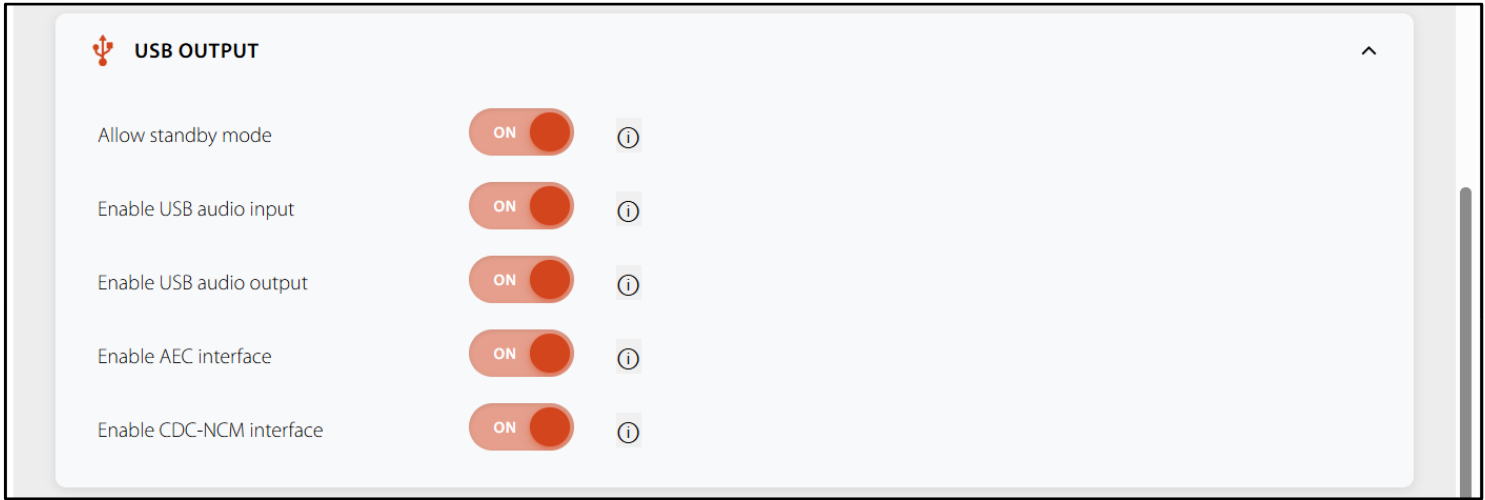 USB OUTPUT
Allow standby mode ON
Enable USB audio input ON
Enable USB audio output ON
Enable AEC interface ON
Enable CDC-NCM interface ON